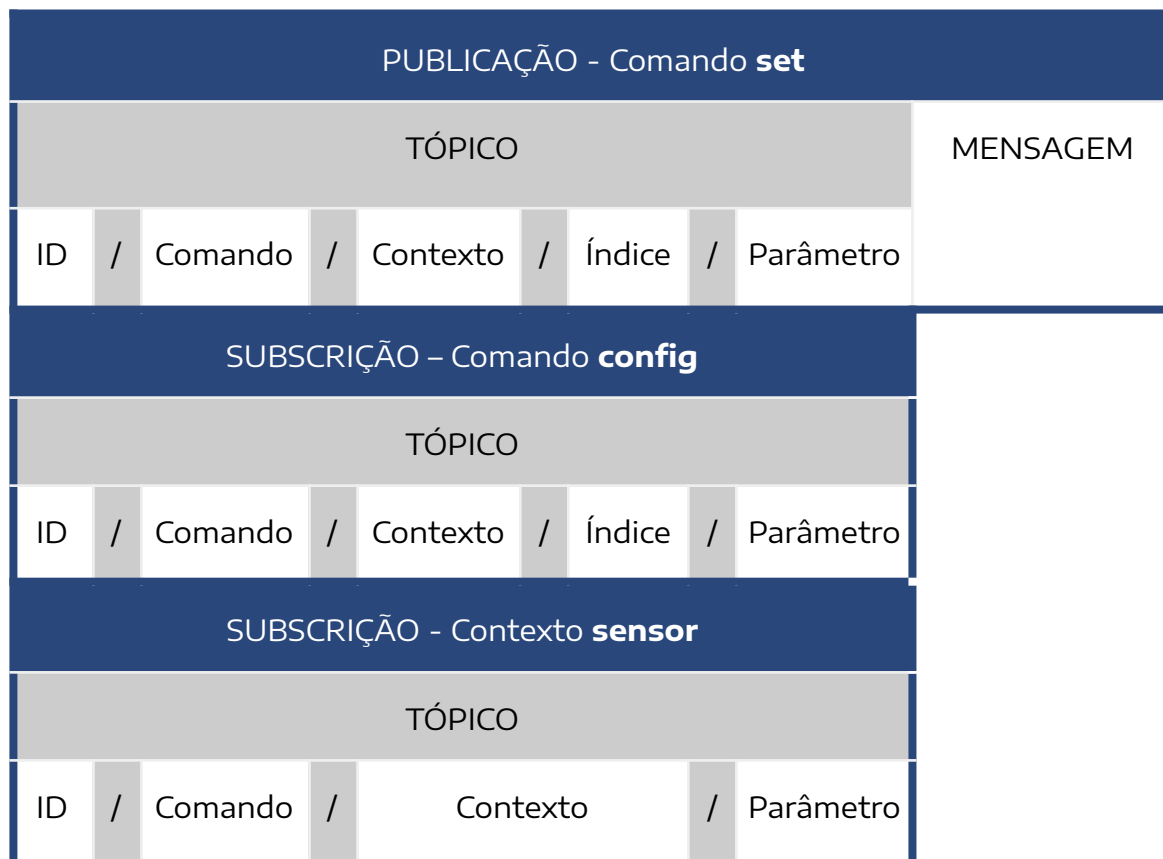 PUBLICAÇÃO - Comando set
TÓPICO MENSAGEM
ID / Comando / Contexto / Índice / Parâmetro
SUBSCRIÇÃO – Comando config
TÓPICO
ID / Comando / Contexto / Índice / Parâmetro
SUBSCRIÇÃO - Contexto sensor
TÓPICO
ID / Comando / Contexto / Parâmetro